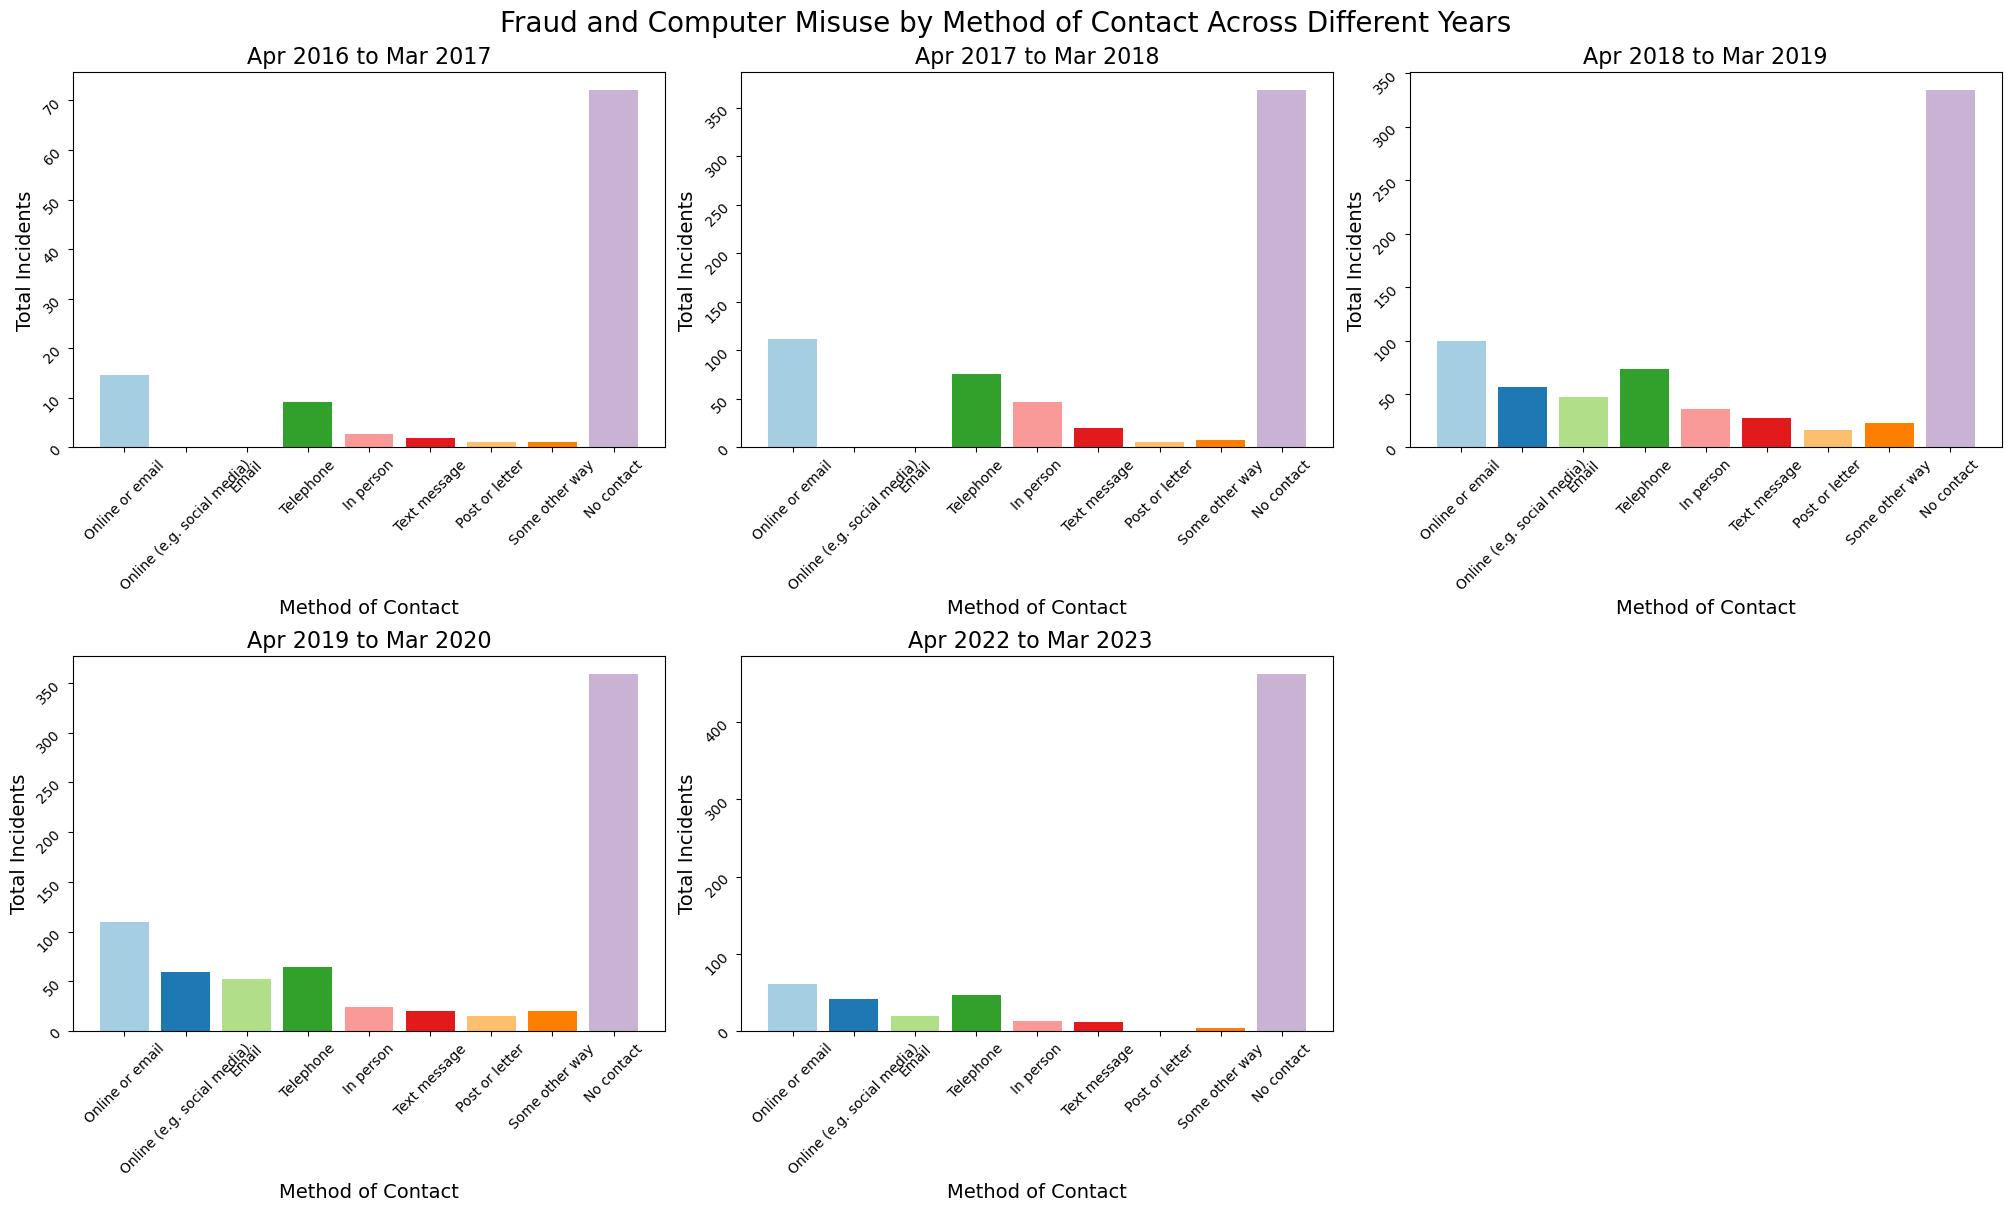 Fraud and Computer Misuse by Method of Contact Across Different Years
Apr 2016 to Mar 2017
Total Incidents
70
60
50
40
30
20
10
0
Online or email
Online (e.g. social media)
Email
Telephone
In person
Text message
Post or letter
Some other way
No contact
Method of Contact
Apr 2017 to Mar 2018
Total Incidents
350
300
250
200
150
100
50
0
Online or email
Online (e.g. social media)
Email
Telephone
In person
Text message
Post or letter
Some other way
No contact
Method of Contact
Apr 2018 to Mar 2019
Total Incidents
350
300
250
200
150
100
50
0
Online or email
Online (e.g. social media)
Email
Telephone
In person
Text message
Post or letter
Some other way
No contact
Method of Contact
Apr 2019 to Mar 2020
Total Incidents
350
300
250
200
150
100
50
0
Online or email
Online (e.g. social media)
Email
Telephone
In person
Text message
Post or letter
Some other way
No contact
Method of Contact
Apr 2022 to Mar 2023
Total Incidents
400
300
200
100
0
Online or email
Online (e.g. social media)
Email
Telephone
In person
Text message
Post or letter
Some other way
No contact
Method of Contact